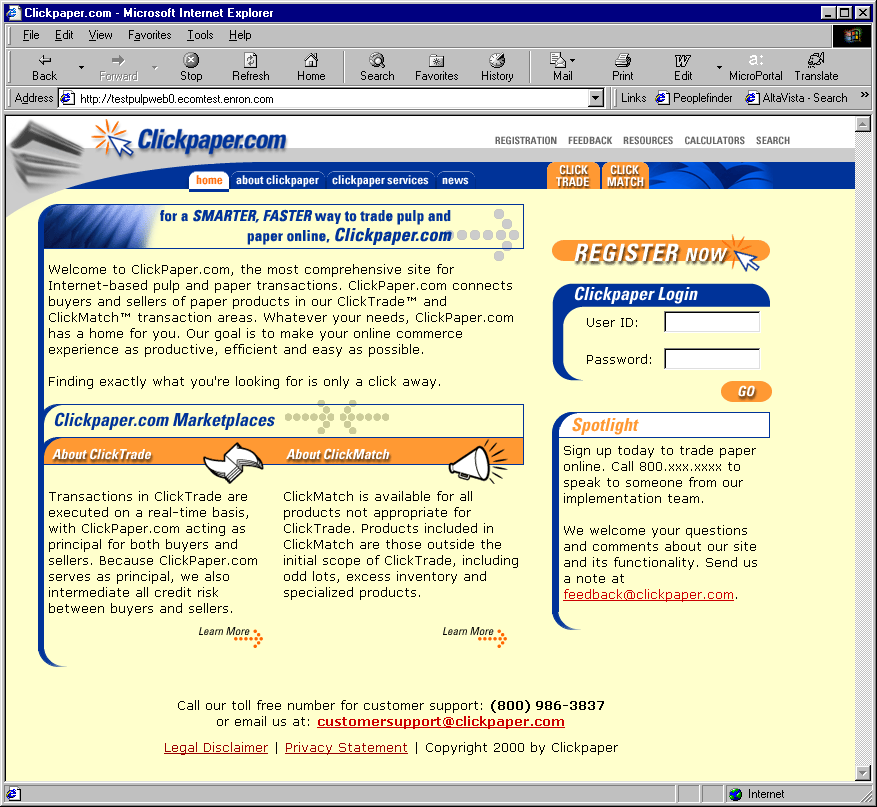 Clickpaper.com - Microsoft Internet Explorer
File Edit View Favorites Tools Help
Back Forward Stop Refresh Home Search Favorites History Mail Print Edit MicroPortal Translate
Address http://testpulpweb0.ecomtest.enron.com Links Peoplefinder AltaVista - Search »
Clickpaper.com
REGISTRATION FEEDBACK RESOURCES CALCULATORS SEARCH
home about clickpaper clickpaper services news
CLICK TRADE
CLICK MATCH
for a SMARTER, FASTER way to trade pulp and
paper online, Clickpaper.com
Welcome to ClickPaper.com, the most comprehensive site for
Internet-based pulp and paper transactions. ClickPaper.com connects
buyers and sellers of paper products in our ClickTrade™ and
ClickMatch™ transaction areas. Whatever your needs, ClickPaper.com
has a home for you. Our goal is to make your online commerce
experience as productive, efficient and easy as possible.
Finding exactly what you're looking for is only a click away.
Clickpaper.com Marketplaces
About ClickTrade
Transactions in ClickTrade are
executed on a real-time basis,
with ClickPaper.com acting as
principal for both buyers and
sellers. Because ClickPaper.com
serves as principal, we also
intermediate all credit risk
between buyers and sellers.
Learn More
About ClickMatch
ClickMatch is available for all
products not appropriate for
ClickTrade. Products included in
ClickMatch are those outside the
initial scope of ClickTrade, including
odd lots, excess inventory and
specialized products.
Learn More
REGISTER NOW
Clickpaper Login
User ID:
Password:
GO
Spotlight
Sign up today to trade paper
online. Call 800.xxx.xxxx to
speak to someone from our
implementation team.
We welcome your questions
and comments about our site
and its functionality. Send us
a note at
feedback@clickpaper.com.
Call our toll free number for customer support: (800) 986-3837
or email us at: customersupport@clickpaper.com
Legal Disclaimer | Privacy Statement | Copyright 2000 by Clickpaper
Internet